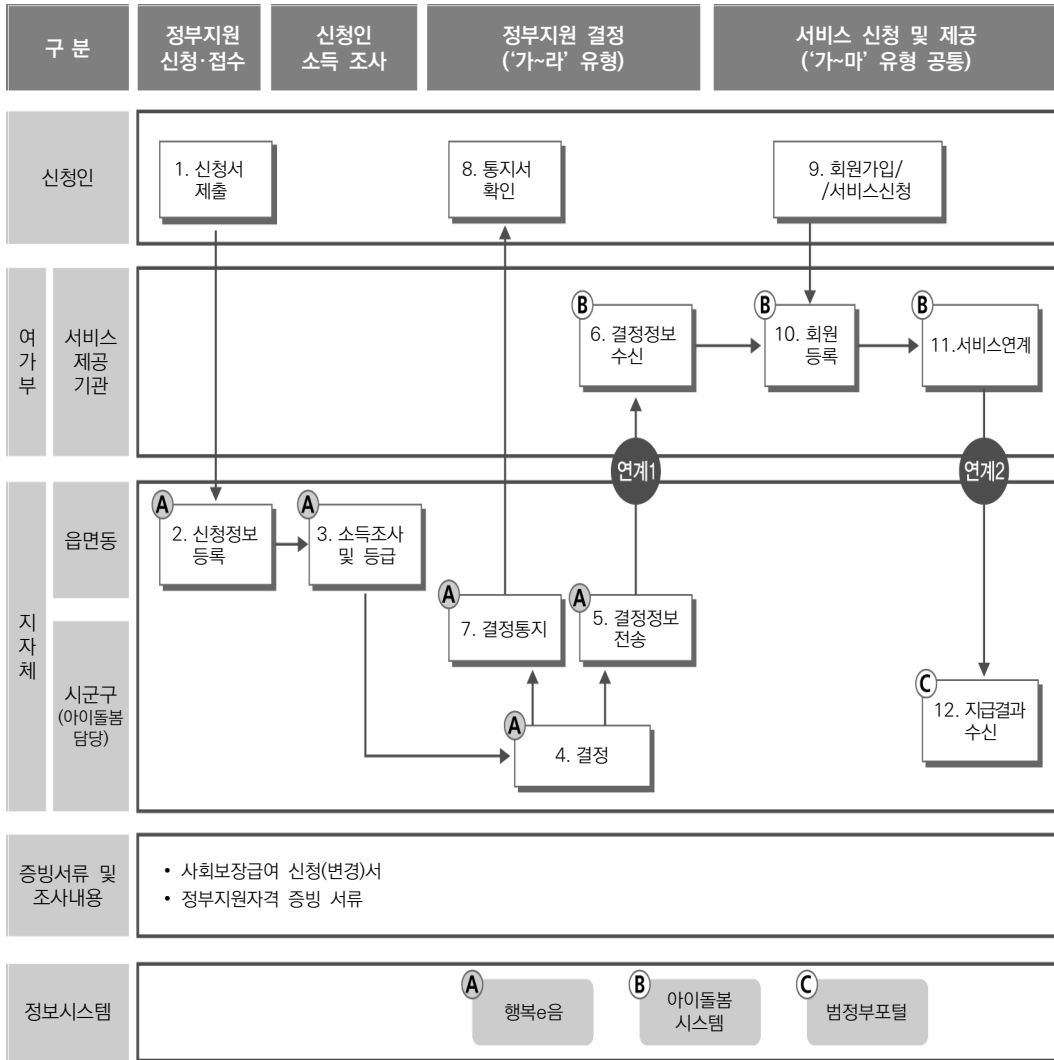 구 분
정부지원
신청·접수
신청인
소득 조사
정부지원 결정
(‘가~라’ 유형)
서비스 신청 및 제공
(‘가~마’ 유형 공통)
신청인
1. 신청서
제출
8. 통지서
확인
9. 회원가입/
/서비스신청
여
가
부
서비스
제공
기관
B
6. 결정정보
수신
B
10. 회원
등록
B
11.서비스연계
연계1
연계2
지
자
체
읍면동
A
2. 신청정보
등록
A
3. 소득조사
및 등급
A
7. 결정통지
A
5. 결정정보
전송
시군구
(아이돌봄
담당)
A
4. 결정
C
12. 지급결과
수신
증빙서류 및
조사내용
• 사회보장급여 신청(변경)서
• 정부지원자격 증빙 서류
정보시스템
A
행복e음
B
아이돌봄
시스템
C
범정부포털